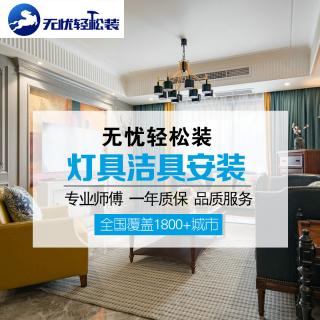 无忧轻松装
无忧轻松装
灯具洁具安装
专业师傅 一年质保 品质服务
全国覆盖1800+城市